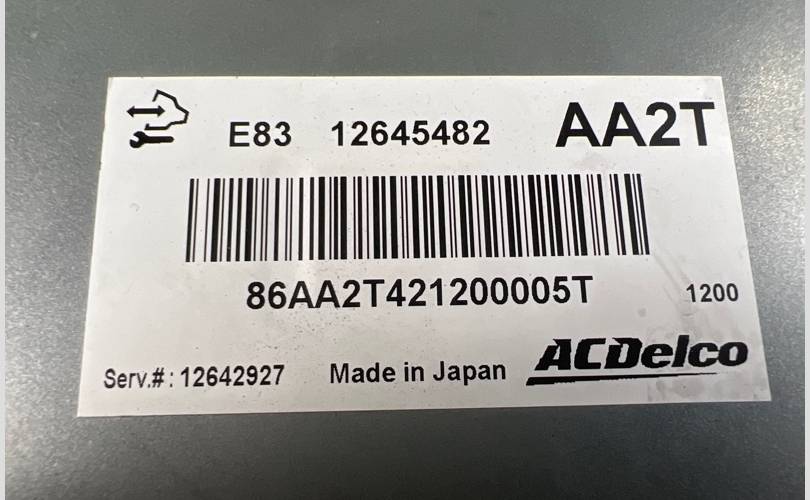 E83 12645482 AA2T
86AA2T421200005T 1200
Serv.#: 12642927 Made in Japan ACDelco